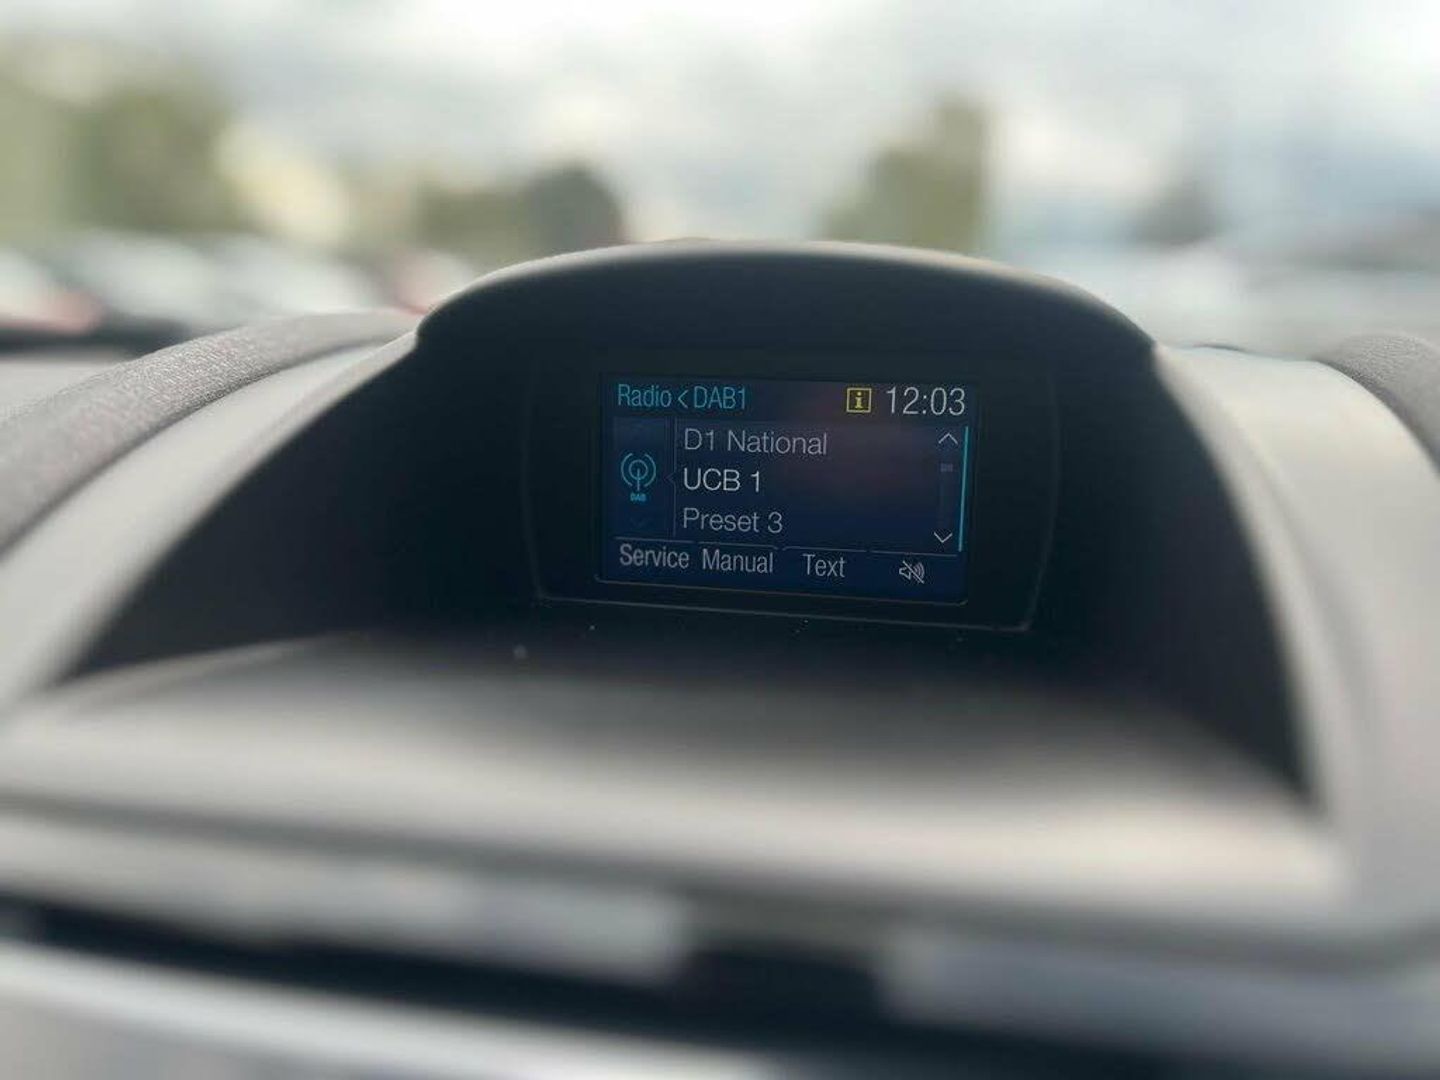 Radio < DAB1 i 12:03
D1 National
UCB 1
DAB
Preset 3
Service Manual Text